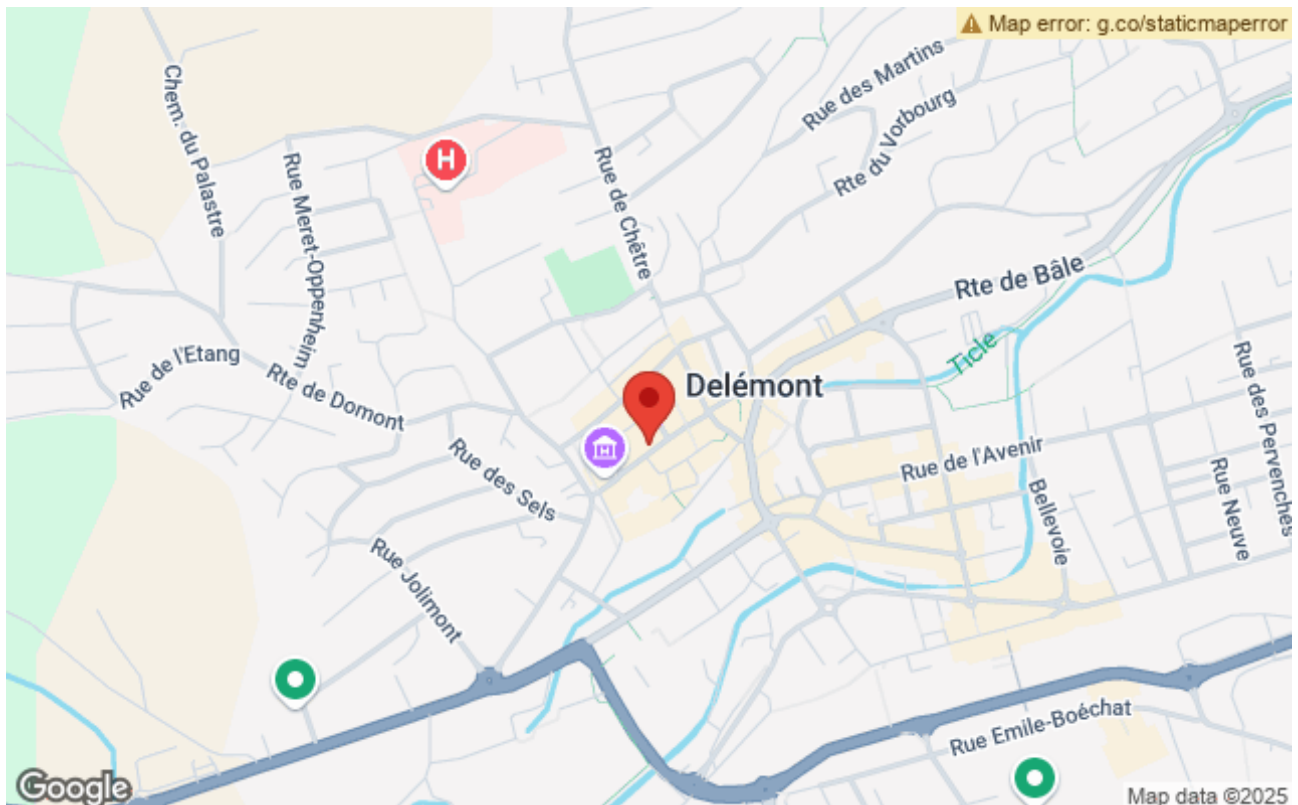 Map error: g.co/staticmaperror
Rue des Martins
Chem. du Palastre
Rte du Vorbourg
H
Rue Meret-Oppenheim
Rue de Chêtre
Rte de Bâle
Ticle
Rue de l'Etang
Rte de Domont
Delémont
Rue des Pervenches
Rue des Sels
Rue de l'Avenir
Rue Neuve
Bellevoie
Rue Jolimont
Rue Emile-Boéchat
Google
Map data ©2025